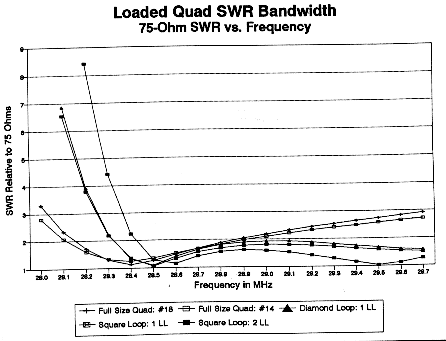 Loaded Quad SWR Bandwidth
75-Ohm SWR vs. Frequency
SWR Relative to 75 Ohms
9
8
7
6
5
4
3
2
1
28.0 28.1 28.2 28.3 28.4 28.5 28.6 28.7 28.8 28.9 29.0 29.1 29.2 29.3 29.4 29.5 29.6 29.7
Frequency in MHz
Full Size Quad: #18 Full Size Quad: #14 Diamond Loop: 1 LL
Square Loop: 1 LL Square Loop: 2 LL